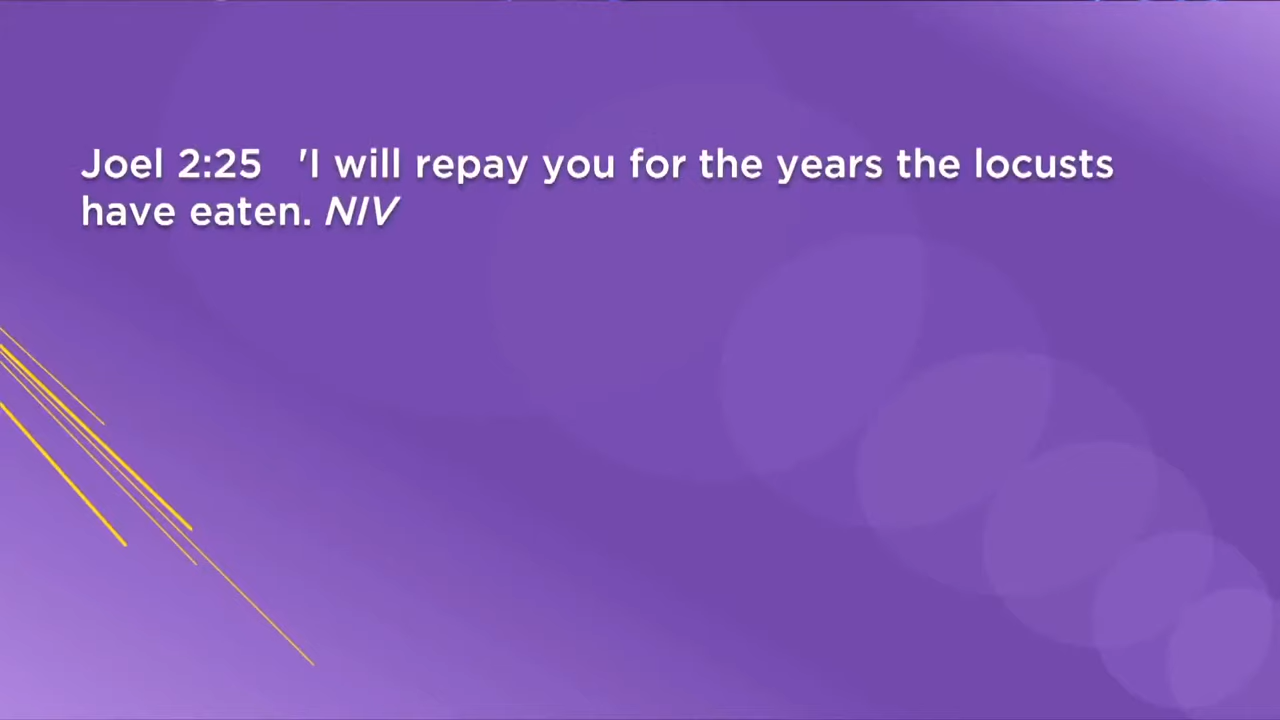 Joel 2:25   'I will repay you for the years the locusts
have eaten. NIV